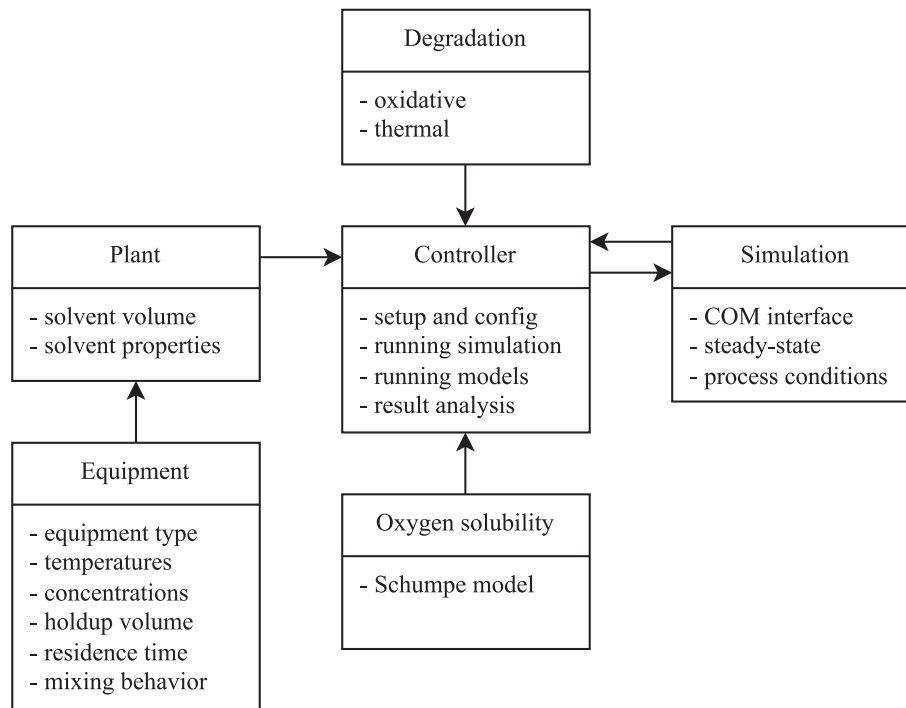 Degradation
- oxidative
- thermal
Plant
- solvent volume
- solvent properties
Controller
- setup and config
- running simulation
- running models
- result analysis
Simulation
- COM interface
- steady-state
- process conditions
Equipment
- equipment type
- temperatures
- concentrations
- holdup volume
- residence time
- mixing behavior
Oxygen solubility
- Schumpe model